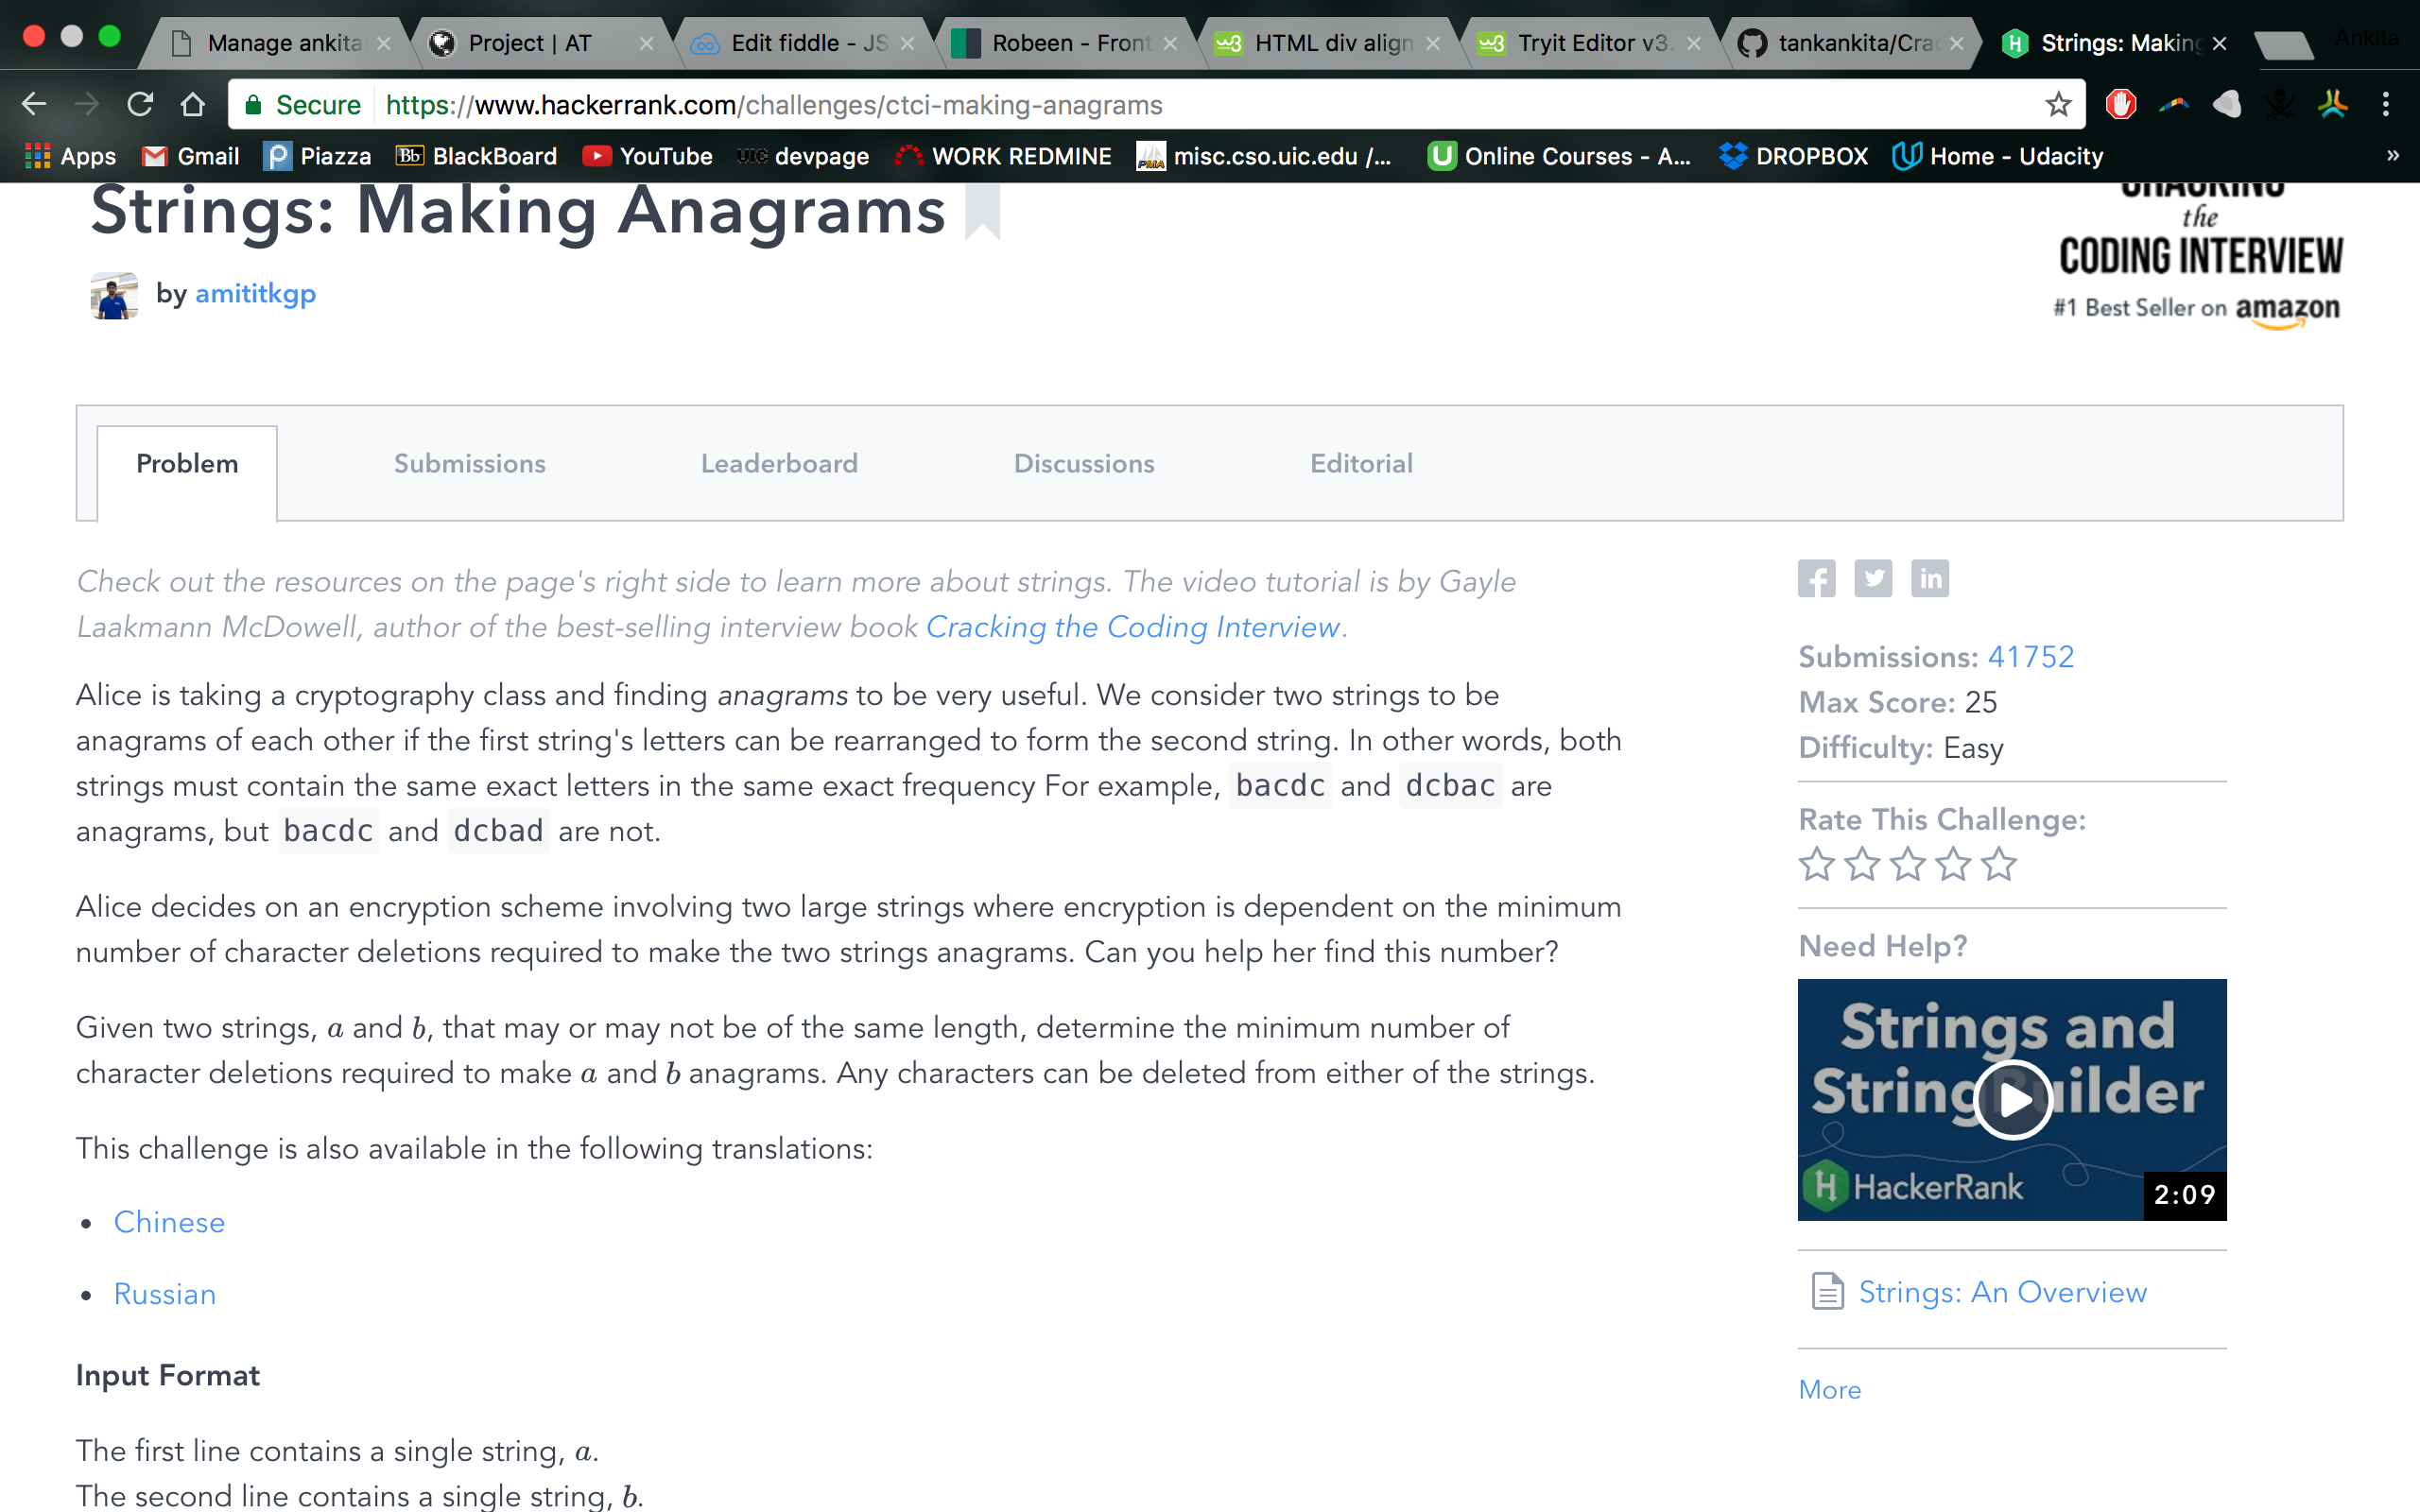 Manage ankita
Project | AT
Edit fiddle - JS
Robeen - Front
HTML div align
Tryit Editor v3.
tankankita/Cra
Strings: Making
Ankita
Secure https://www.hackerrank.com/challenges/ctci-making-anagrams
Apps Gmail Piazza BlackBoard YouTube devpage WORK REDMINE misc.cso.uic.edu /... Online Courses - A... DROPBOX Home - Udacity »
Strings: Making Anagrams
by amititkgp
CRACKING
the
CODING INTERVIEW
#1 Best Seller on amazon
Problem Submissions Leaderboard Discussions Editorial
Check out the resources on the page's right side to learn more about strings. The video tutorial is by Gayle
Laakmann McDowell, author of the best-selling interview book Cracking the Coding Interview.
Alice is taking a cryptography class and finding anagrams to be very useful. We consider two strings to be
anagrams of each other if the first string's letters can be rearranged to form the second string. In other words, both
strings must contain the same exact letters in the same exact frequency For example, bacdc and dcbac are
anagrams, but bacdc and dcbad are not.
Alice decides on an encryption scheme involving two large strings where encryption is dependent on the minimum
number of character deletions required to make the two strings anagrams. Can you help her find this number?
Given two strings, a and b, that may or may not be of the same length, determine the minimum number of
character deletions required to make a and b anagrams. Any characters can be deleted from either of the strings.
This challenge is also available in the following translations:
• Chinese
• Russian
Input Format
The first line contains a single string, a.
The second line contains a single string, b.
Submissions: 41752
Max Score: 25
Difficulty: Easy
Rate This Challenge:
Need Help?
Strings and
StringBuilder
HackerRank
2:09
Strings: An Overview
More